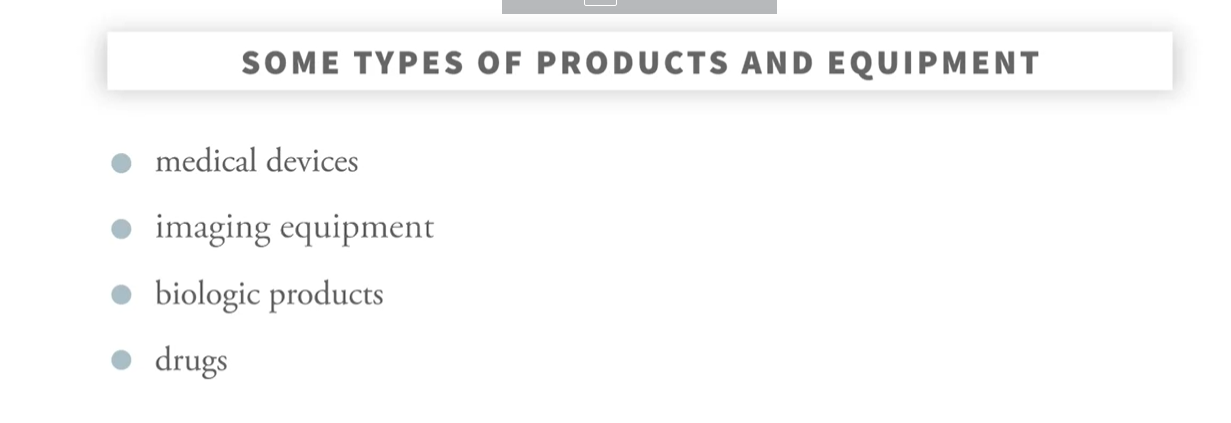 SOME TYPES OF PRODUCTS AND EQUIPMENT
medical devices
imaging equipment
biologic products
drugs